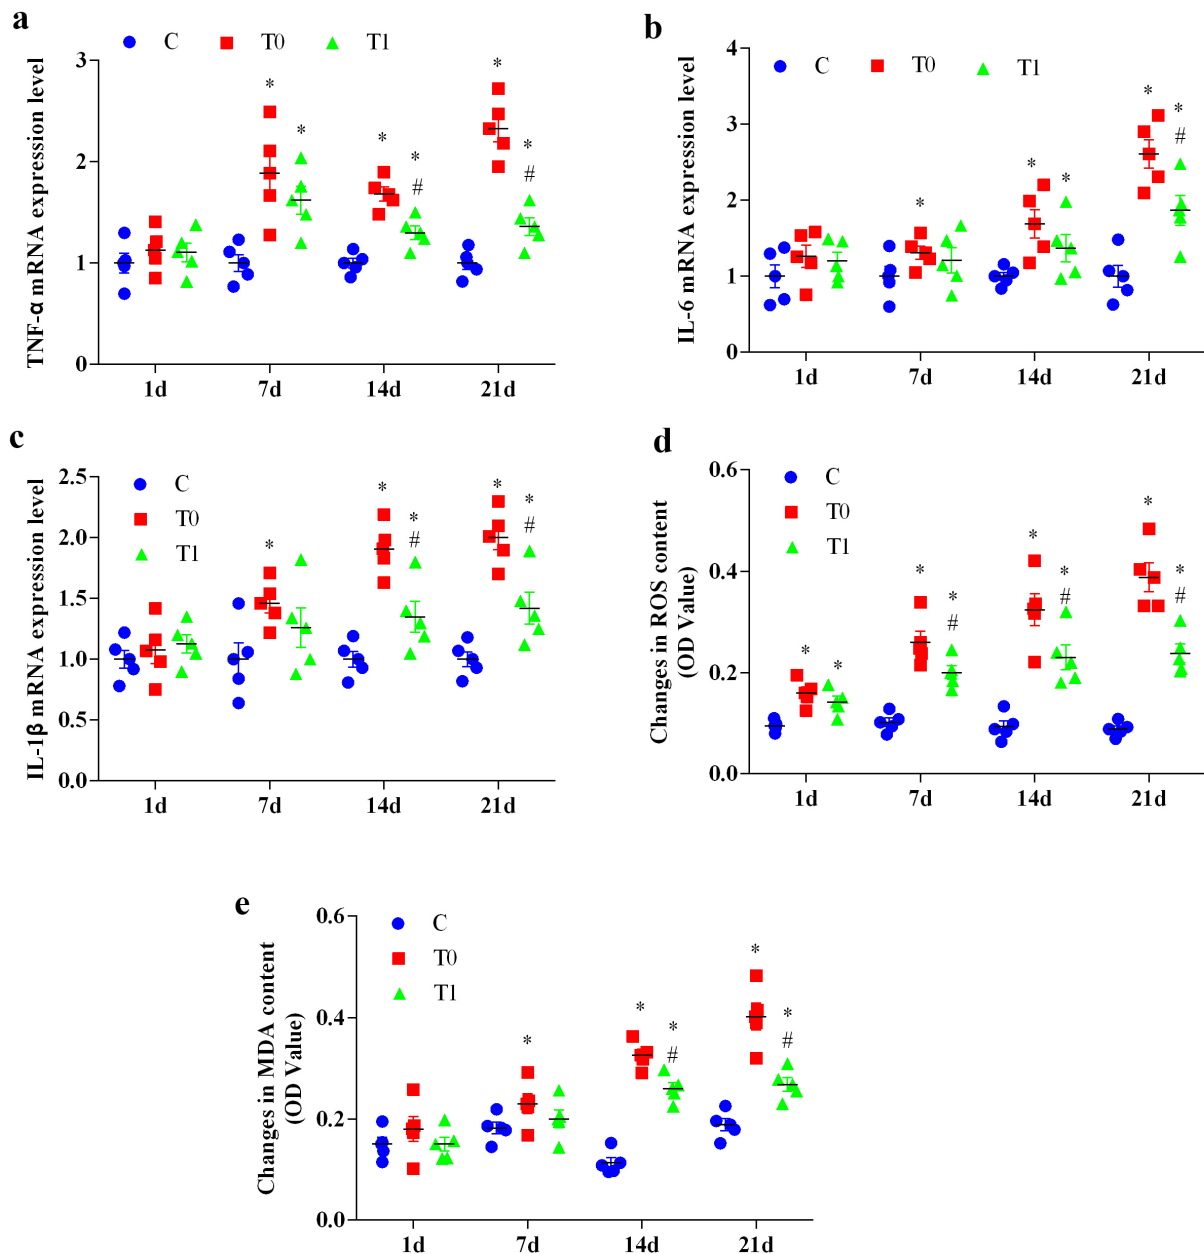 a
C T0 T1
TNF-α mRNA expression level
3
2
1
0
* * * * # * * #
1d 7d 14d 21d
b
C T0 T1
IL-6 mRNA expression level
4
3
2
1
0
* * * * * #
1d 7d 14d 21d
c
C
T0
T1
IL-1β mRNA expression level
2.5
2.0
1.5
1.0
0.5
0.0
* * * # * * #
1d 7d 14d 21d
d
C
T0
T1
Changes in ROS content
(OD Value)
0.6
0.4
0.2
0.0
* * * * # * * # * * #
1d 7d 14d 21d
e
C
T0
T1
Changes in MDA content
(OD Value)
0.6
0.4
0.2
0.0
* * * # * * #
1d 7d 14d 21d